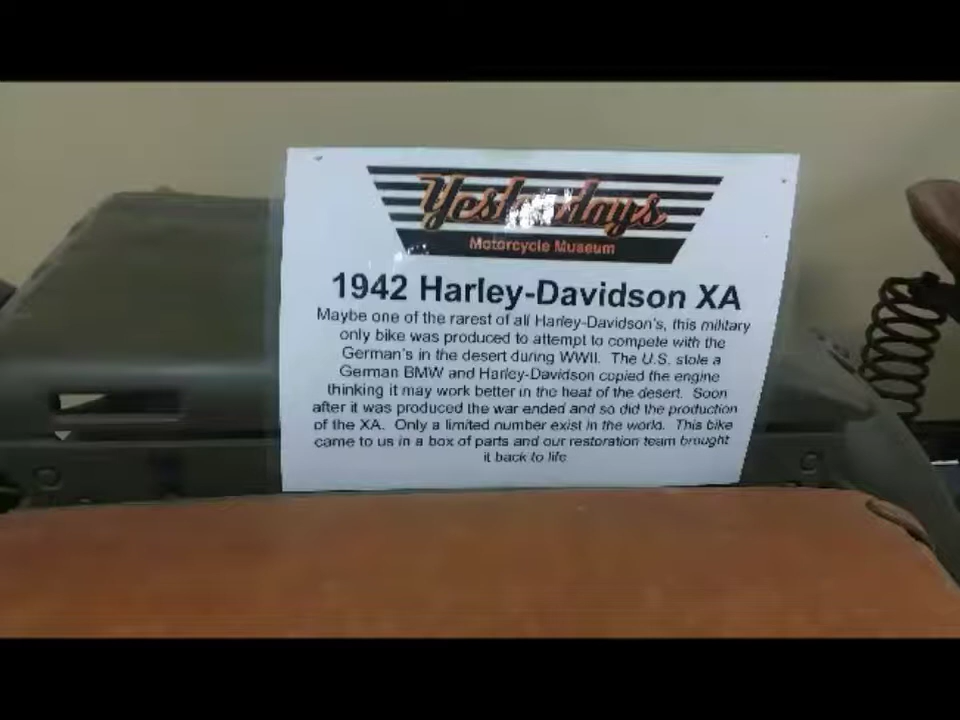 Yesterdays
Motorcycle Museum
1942 Harley-Davidson XA
Maybe one of the rarest of all Harley-Davidson's, this military
only bike was produced to attempt to compete with the
German's in the desert during WWII. The U.S. stole a
German BMW and Harley-Davidson copied the engine
thinking it may work better in the heat of the desert. Soon
after it was produced the war ended and so did the production
of the XA. Only a limited number exist in the world. This bike
came to us in a box of parts and our restoration team brought
it back to life